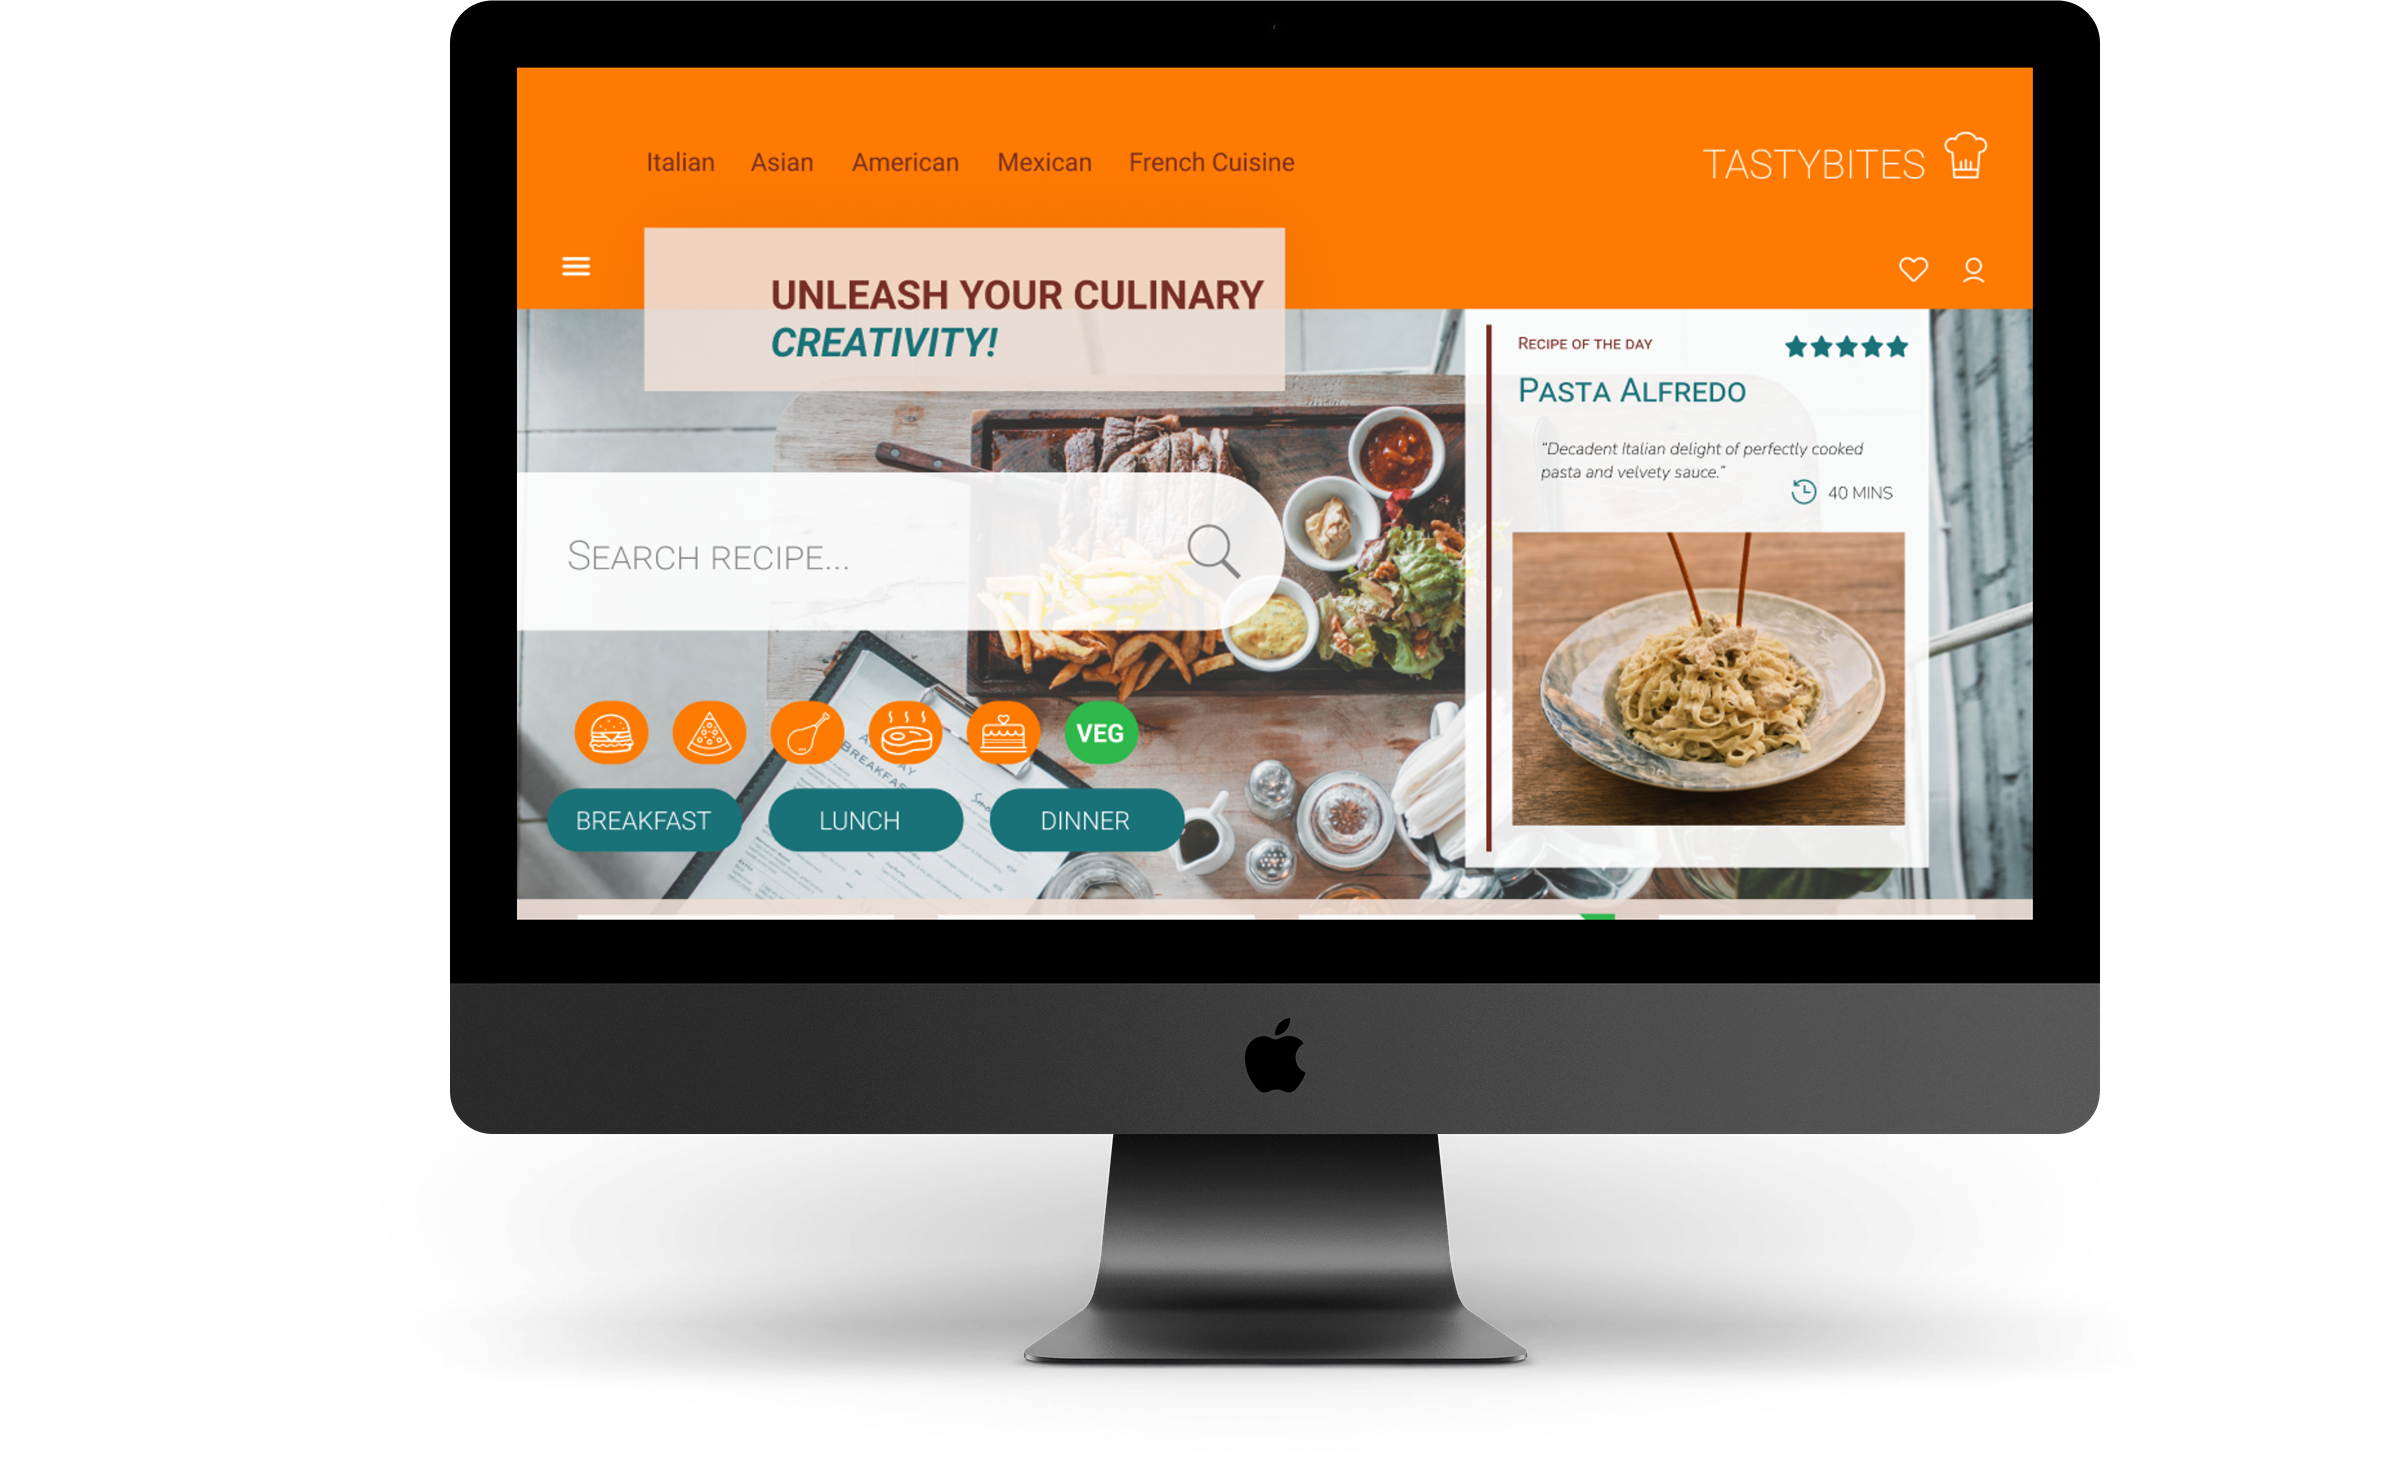 Italian Asian American Mexican French Cuisine
TASTYBITES
UNLEASH YOUR CULINARY
CREATIVITY!
RECIPE OF THE DAY
PASTA ALFREDO
“Decadent Italian delight of perfectly cooked
pasta and velvety sauce.”
40 MINS
SEARCH RECIPE...
VEG
BREAKFAST
BREAKFAST LUNCH DINNER